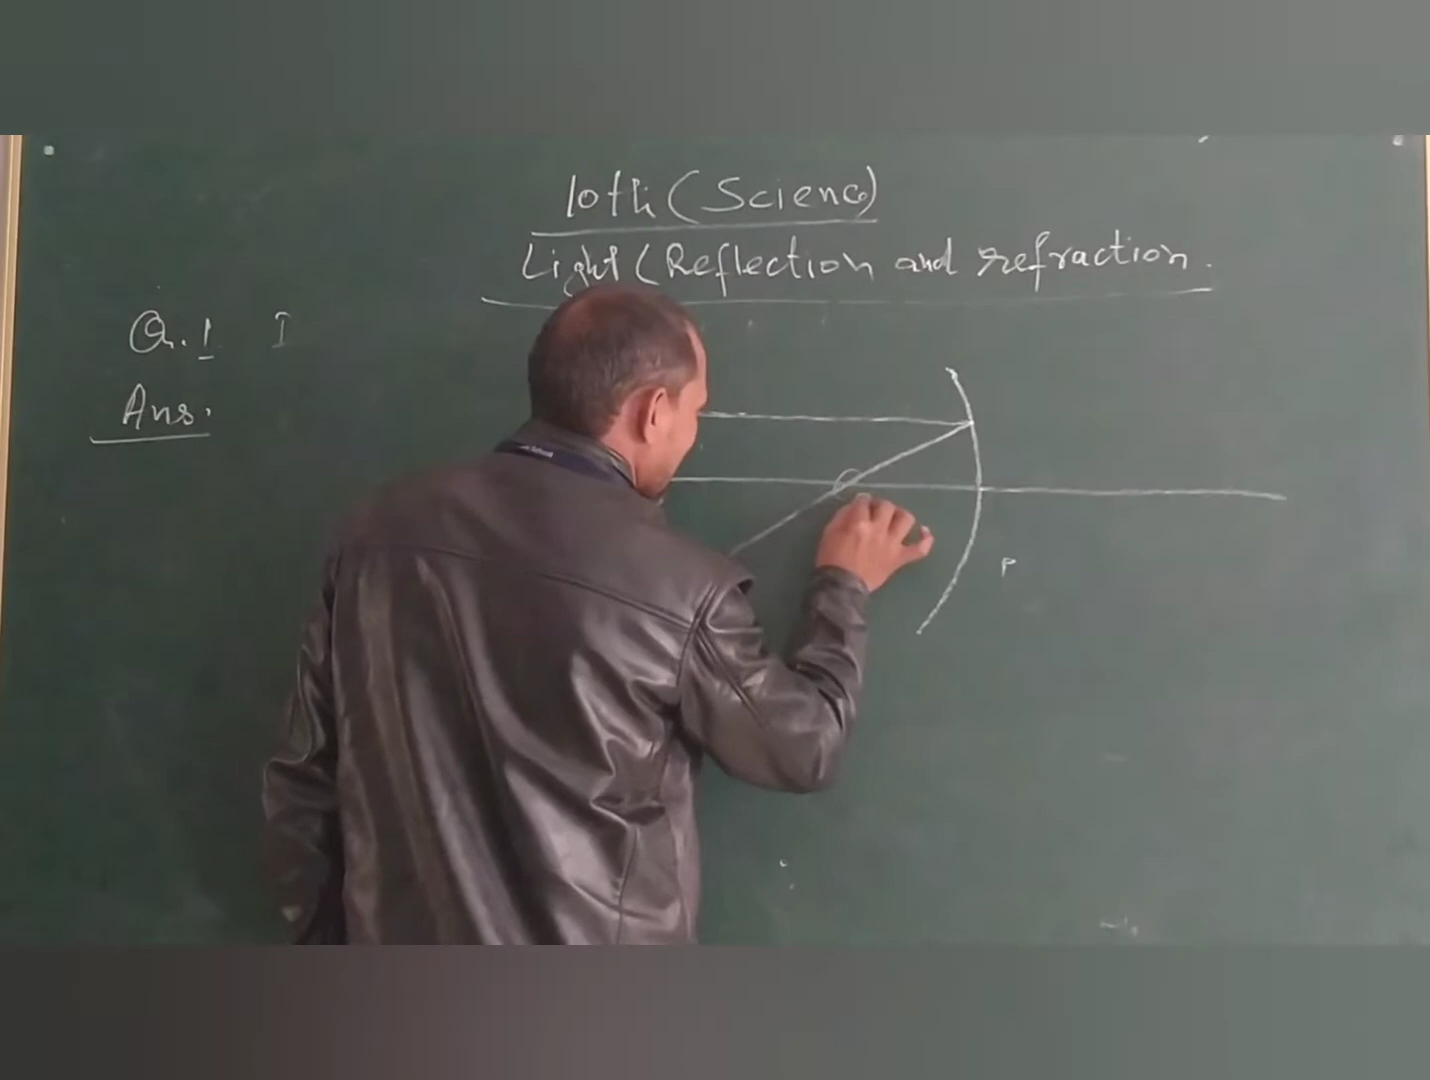 10th (Science)
Light (Reflection and refraction.
Q.1 I
Ans.
P